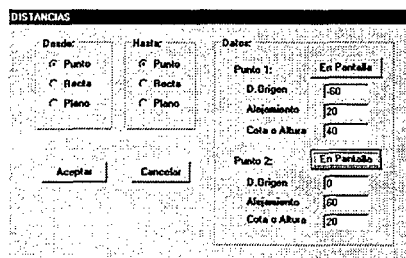 DISTANCIAS
Desde:
Punto
Recta
Plano
Hasta:
Punto
Recta
Plano
Aceptar
Cancelar
Datos:
Punto 1:
En Pantalla
D.Origen
-60
Alejamiento
20
Cota o Altura
40
Punto 2:
En Pantalla
D.Origen
0
Alejamiento
60
Cota o Altura
20